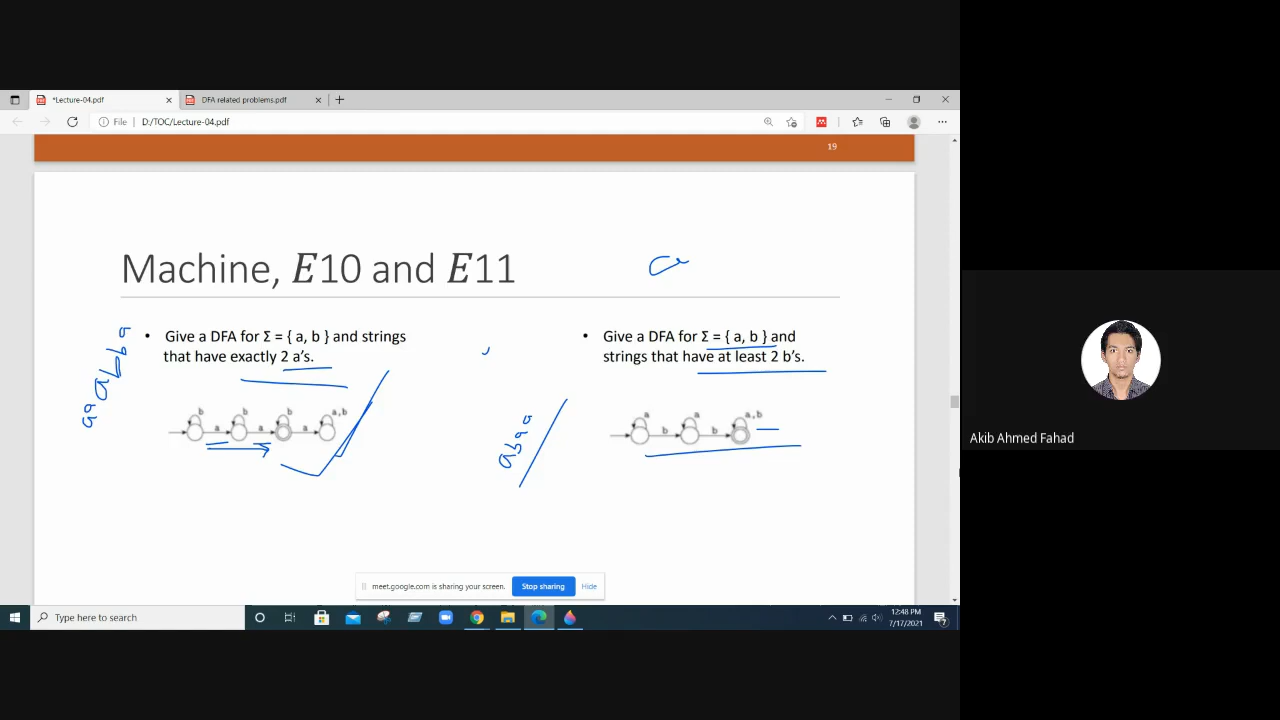 *Lecture-04.pdf
DFA related problems.pdf
File
D:/TOC/Lecture-04.pdf
19
Machine, E10 and E11
• Give a DFA for Σ = { a, b } and strings
that have exactly 2 a's.
b b b a,b
a a a
a a a b b a
• Give a DFA for Σ = { a, b } and
strings that have at least 2 b's.
a a a,b
b b
a b a a
Akib Ahmed Fahad
meet.google.com is sharing your screen.
Stop sharing
Hide
Type here to search
12:48 PM
7/17/2021